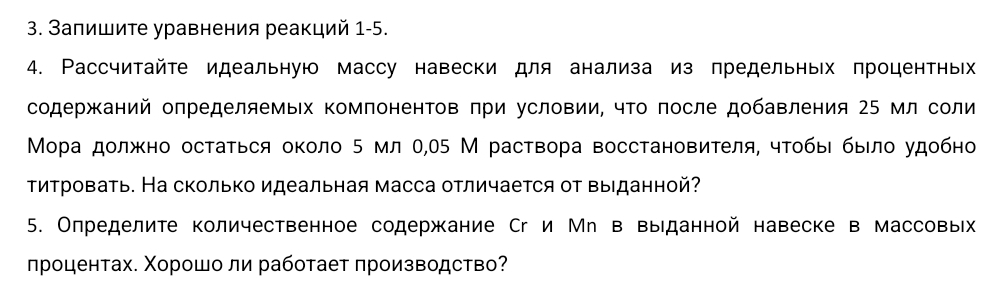 3. Запишите уравнения реакций 1-5.
4. Рассчитайте идеальную массу навески для анализа из предельных процентных
содержаний определяемых компонентов при условии, что после добавления 25 мл соли
Мора должно остаться около 5 мл 0,05 М раствора восстановителя, чтобы было удобно
титровать. На сколько идеальная масса отличается от выданной?
5. Определите количественное содержание Cr и Mn в выданной навеске в массовых
процентах. Хорошо ли работает производство?